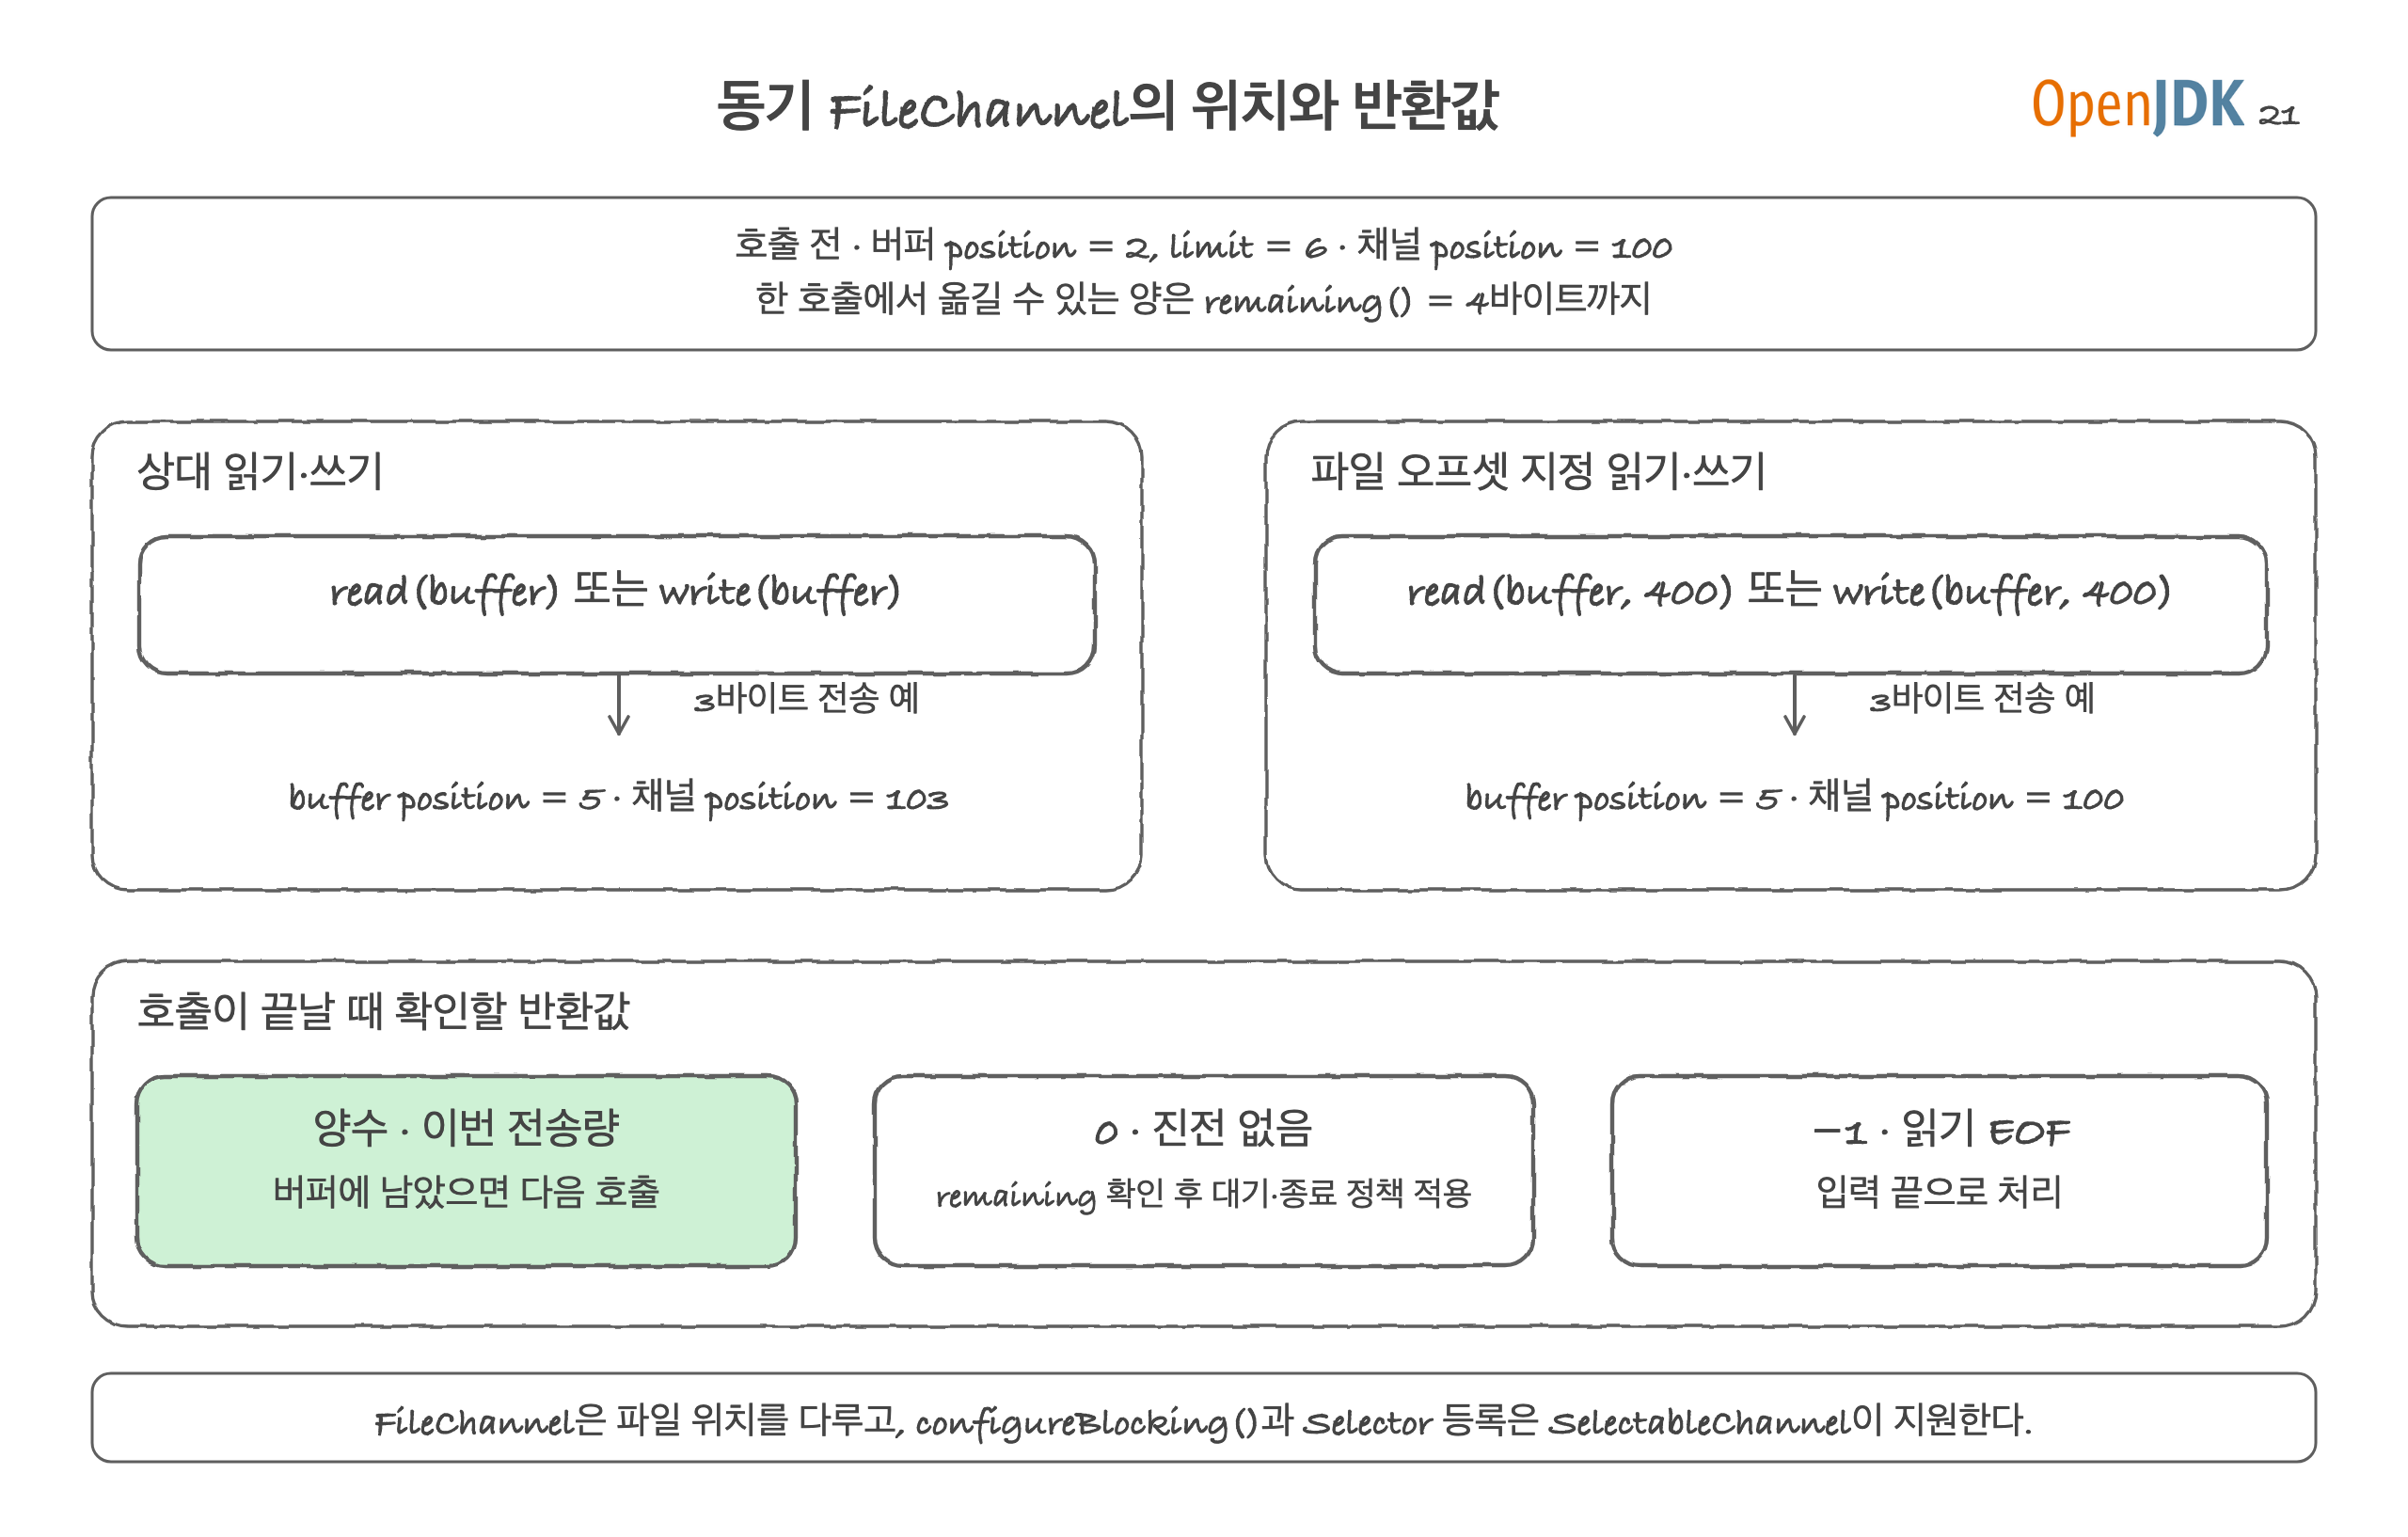 동기 FileChannel의 위치와 반환값
OpenJDK 21
호출 전 · 버퍼 position = 2, limit = 6 · 채널 position = 100
한 호출에서 옮길 수 있는 양은 remaining() = 4바이트까지
상대 읽기·쓰기
read(buffer) 또는 write(buffer)
3바이트 전송 예
buffer position = 5 · 채널 position = 103
파일 오프셋 지정 읽기·쓰기
read(buffer, 400) 또는 write(buffer, 400)
3바이트 전송 예
buffer position = 5 · 채널 position = 100
호출이 끝날 때 확인할 반환값
양수 · 이번 전송량
버퍼에 남았으면 다음 호출
0 · 진전 없음
remaining 확인 후 대기·종료 정책 적용
−1 · 읽기 EOF
입력 끝으로 처리
FileChannel은 파일 위치를 다루고, configureBlocking()과 Selector 등록은 SelectableChannel이 지원한다.